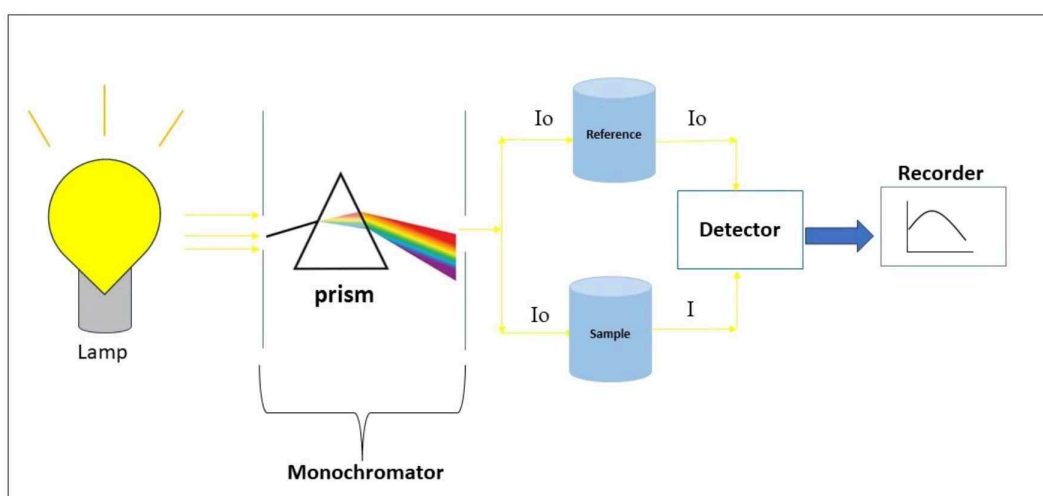 Lamp
prism
Monochromator
Io
Reference
Io
Io
Sample
I
Detector
Recorder